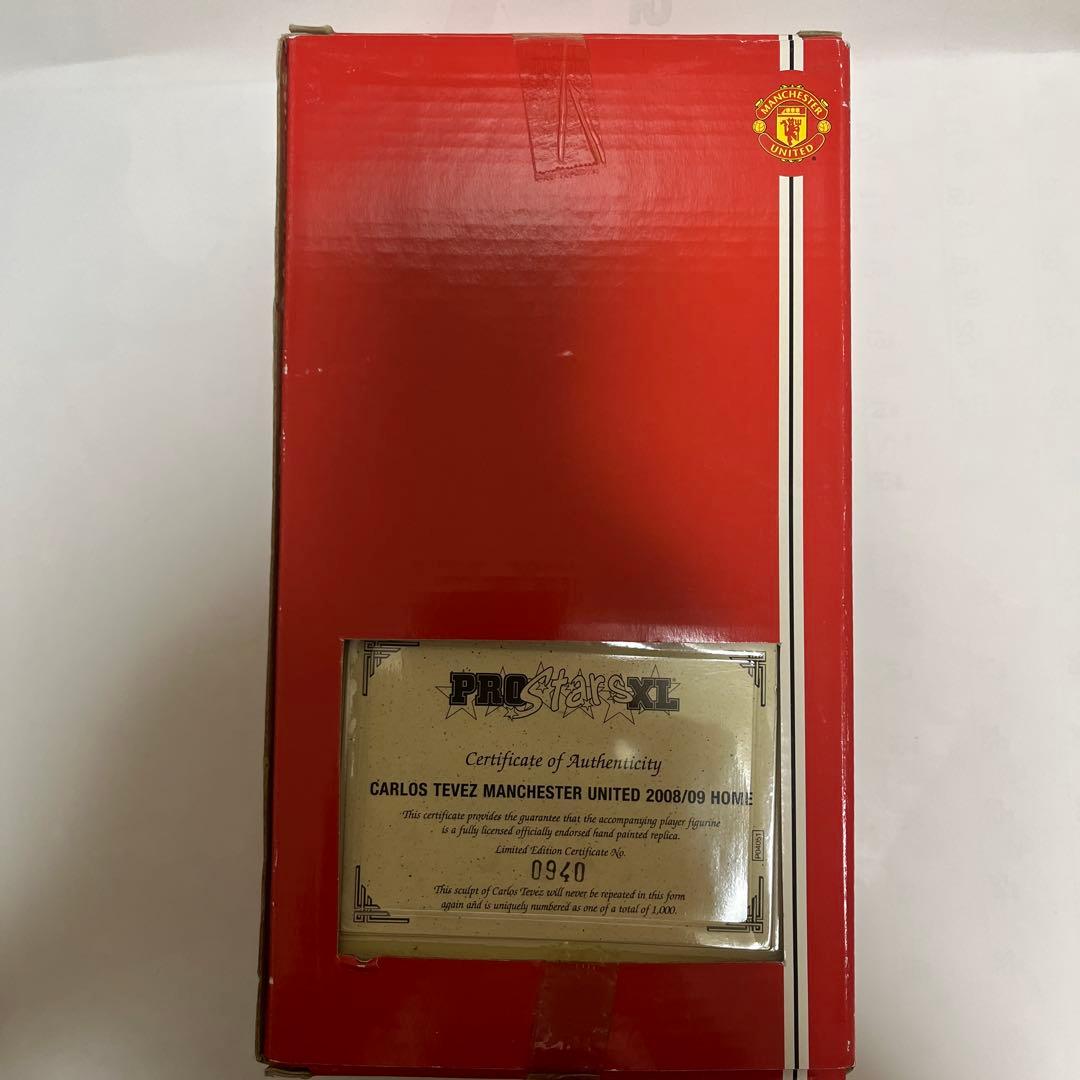 MANCHESTER
UNITED
PROStarsXL
Certificate of Authenticity
CARLOS TEVEZ MANCHESTER UNITED 2008/09 HOME
This certificate provides the guarantee that the accompanying player figurine
is a fully licensed officially endorsed hand painted replica.
Limited Edition Certificate No.
0940
This sculpt of Carlos Tevez will never be repeated in this form
again and is uniquely numbered as one of a total of 1,000.
P04051